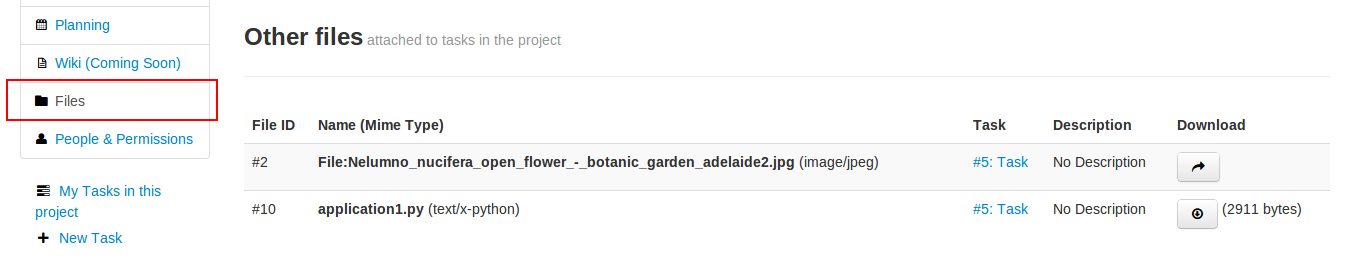 Planning
Wiki (Coming Soon)
Files
People & Permissions
My Tasks in this
project
New Task
Other files attached to tasks in the project
File ID Name (Mime Type) Task Description Download
#2 File:Nelumno_nucifera_open_flower_-_botanic_garden_adelaide2.jpg (image/jpeg) #5: Task No Description
#10 application1.py (text/x-python) #5: Task No Description (2911 bytes)